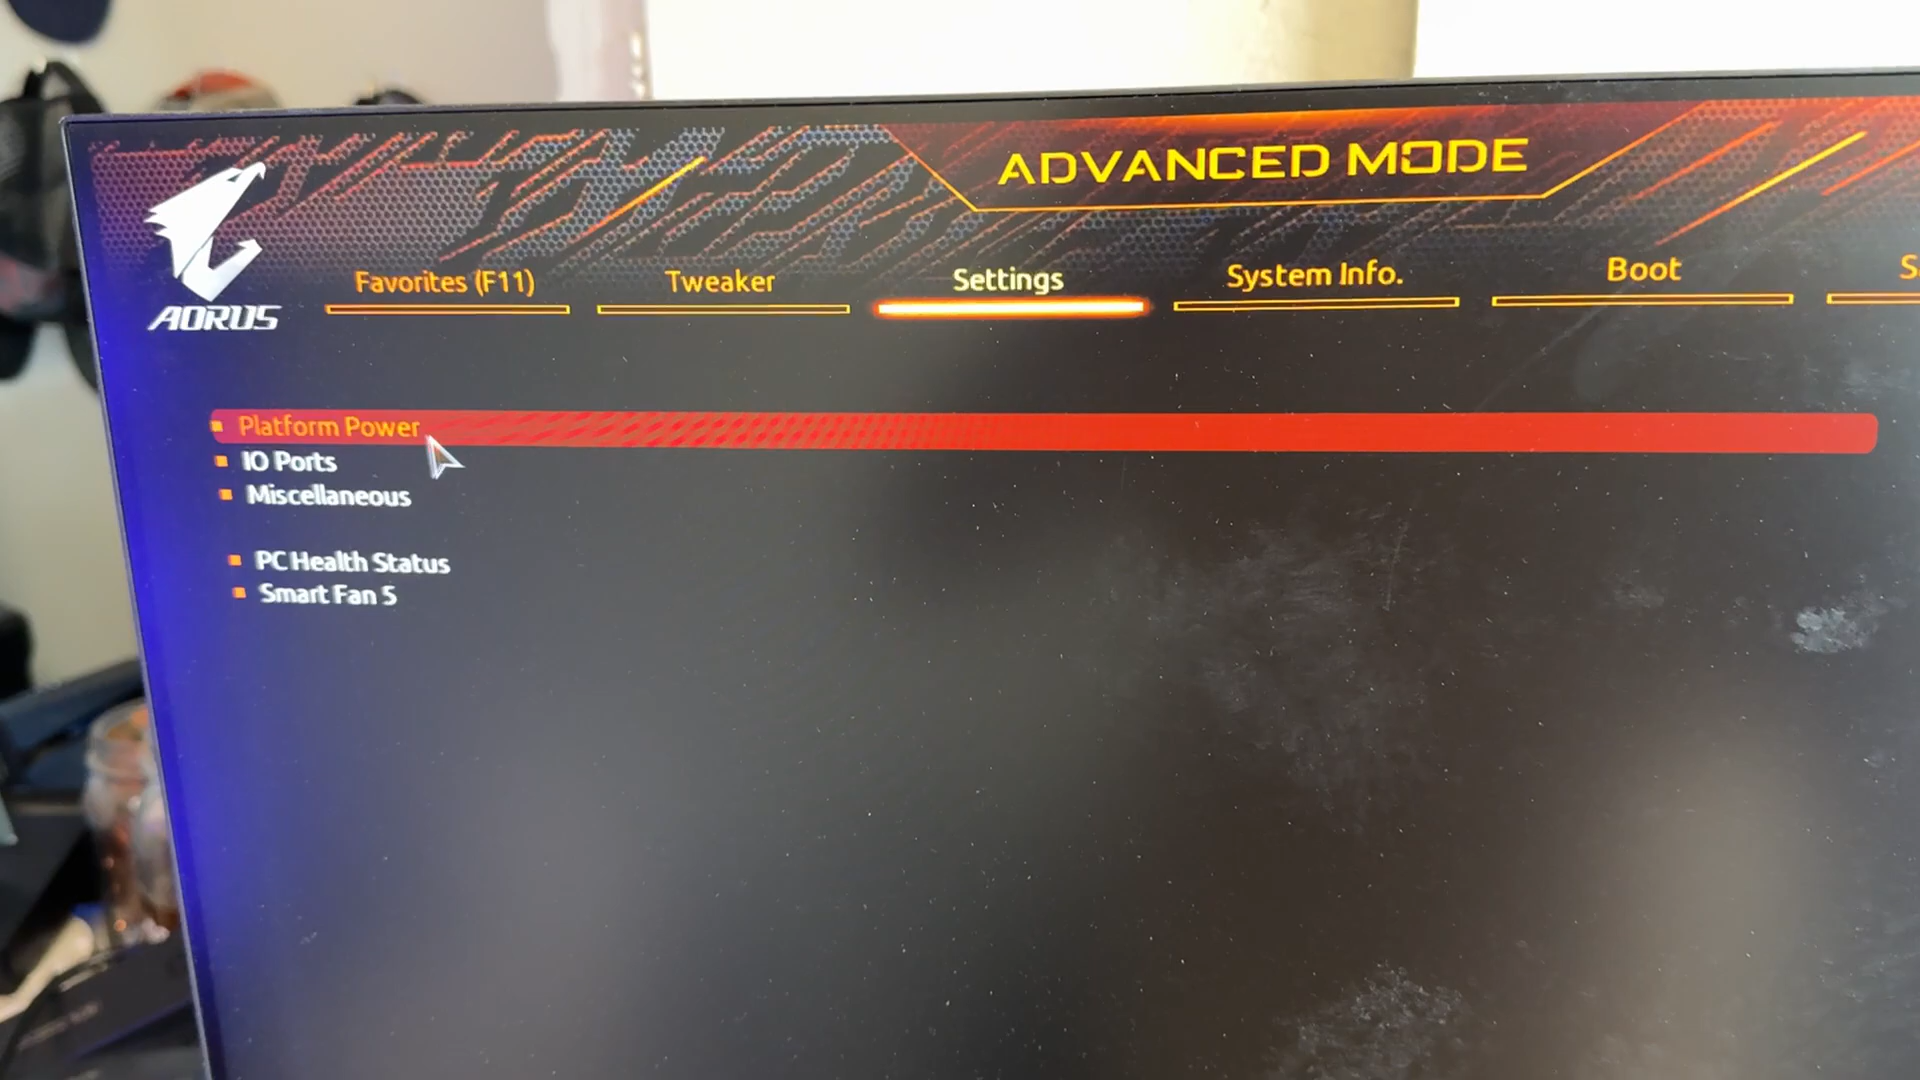 ADVANCED MODE
AORUS
Favorites (F11)
Tweaker
Settings
System Info.
Boot
Platform Power
IO Ports
Miscellaneous
PC Health Status
Smart Fan 5